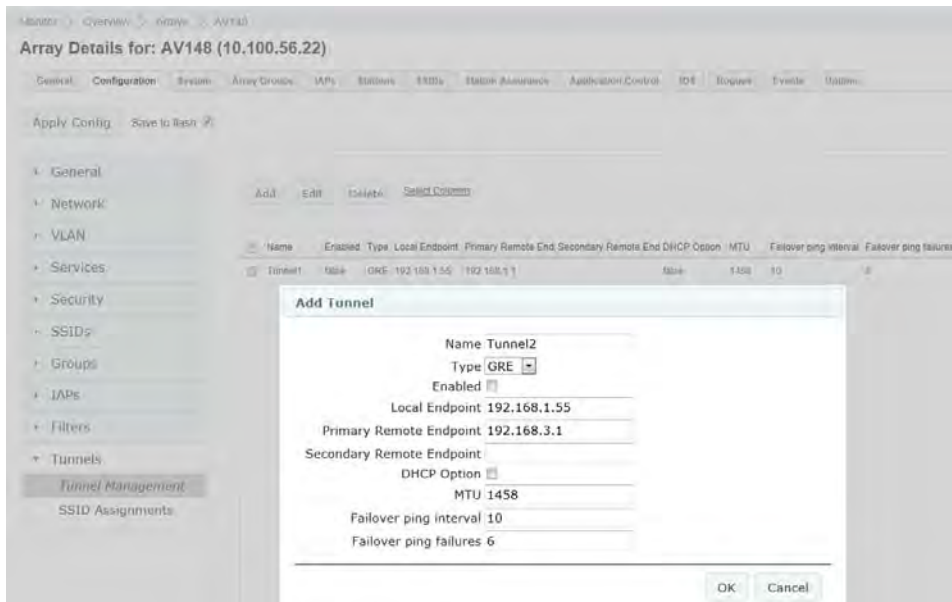 Monitor > Overview > Arrays > AV148
Array Details for: AV148 (10.100.56.22)
General Configuration System Array Groups IAPs Stations SSIDs Station Assurance Application Control IDS Rogues Events Uptime
Apply Config Save to flash
General
Network
VLAN
Services
Security
SSIDs
Groups
IAPs
Filters
Tunnels
Tunnel Management
SSID Assignments
Add Edit Delete Select Columns
Name Enabled Type Local Endpoint Primary Remote End Secondary Remote End DHCP Option MTU Failover ping interval Failover ping failures
Tunnel1 false GRE 192.168.1.55 192.168.1.1 false 1458 10
Add Tunnel
Name Tunnel2
Type GRE
Enabled
Local Endpoint 192.168.1.55
Primary Remote Endpoint 192.168.3.1
Secondary Remote Endpoint
DHCP Option
MTU 1458
Failover ping interval 10
Failover ping failures 6
OK Cancel